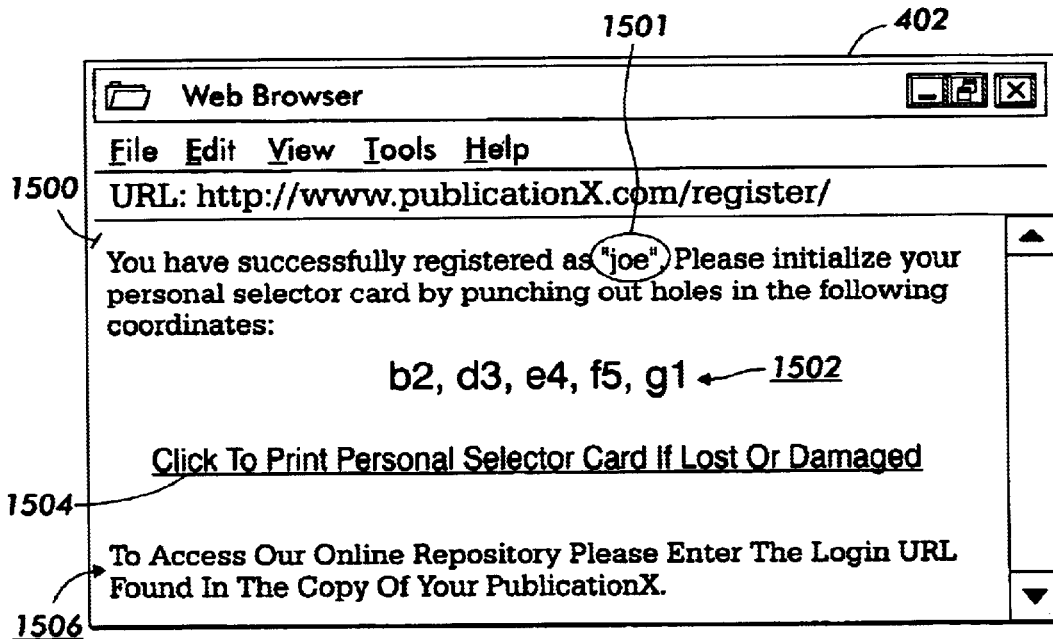 1501
402
Web Browser
File Edit View Tools Help
1500
URL: http://www.publicationX.com/register/
You have successfully registered as "joe". Please initialize your
personal selector card by punching out holes in the following
coordinates:
b2, d3, e4, f5, g1
1502
Click To Print Personal Selector Card If Lost Or Damaged
1504
To Access Our Online Repository Please Enter The Login URL
Found In The Copy Of Your PublicationX.
1506